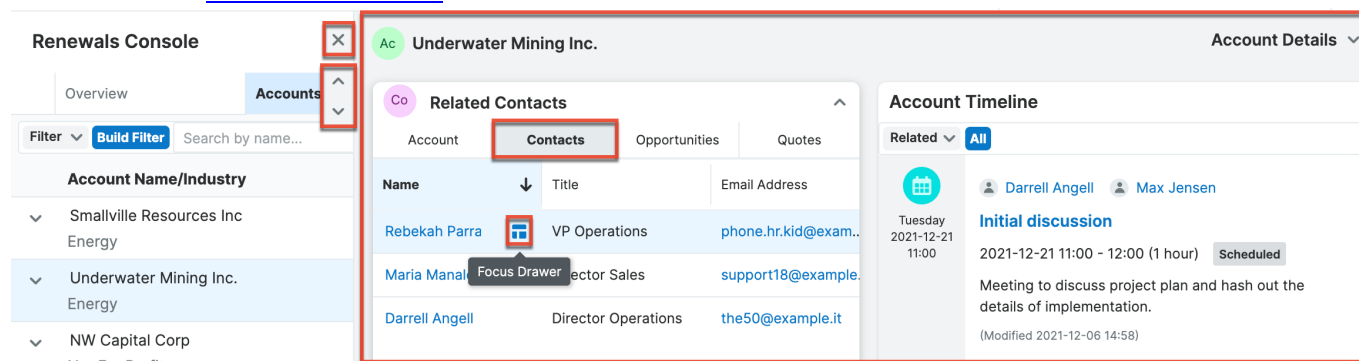 Renewals Console
Overview
Accounts
Filter
Build Filter
Search by name...
Account Name/Industry
Smallville Resources Inc
Energy
Underwater Mining Inc.
Energy
NW Capital Corp
Ac
Underwater Mining Inc.
Account Details
Co
Related Contacts
Account
Contacts
Opportunities
Quotes
Name
Title
Email Address
Rebekah Parra
VP Operations
phone.hr.kid@exam..
Focus Drawer
Maria Manal
ector Sales
support18@example.
Darrell Angell
Director Operations
the50@example.it
Account Timeline
Related
All
Tuesday
2021-12-21
11:00
Darrell Angell
Max Jensen
Initial discussion
2021-12-21 11:00 - 12:00 (1 hour)
Scheduled
Meeting to discuss project plan and hash out the
details of implementation.
(Modified 2021-12-06 14:58)